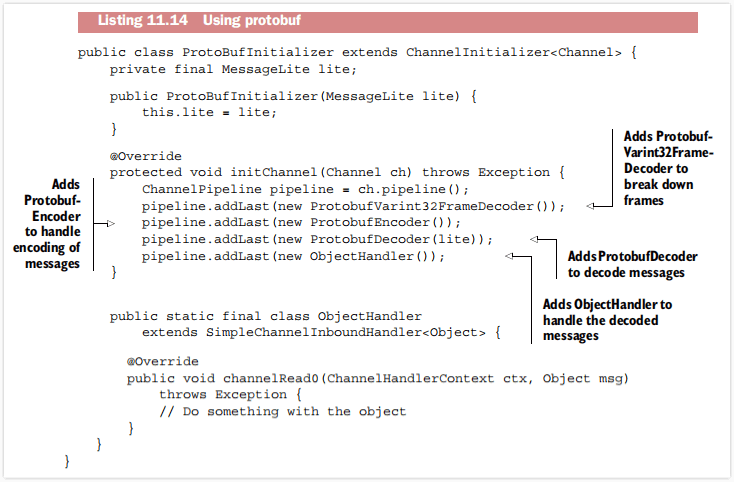 Listing 11.14 Using protobuf
public class ProtoBufInitializer extends ChannelInitializer<Channel> {
private final MessageLite lite;
public ProtoBufInitializer(MessageLite lite) {
this.lite = lite;
}
@Override
protected void initChannel(Channel ch) throws Exception {
ChannelPipeline pipeline = ch.pipeline();
pipeline.addLast(new ProtobufVarint32FrameDecoder());
pipeline.addLast(new ProtobufEncoder());
pipeline.addLast(new ProtobufDecoder(lite));
pipeline.addLast(new ObjectHandler());
}
Adds
Protobuf-
Encoder
to handle
encoding of
messages
Adds Protobuf-
Varint32Frame-
Decoder to
break down
frames
Adds ProtobufDecoder
to decode messages
Adds ObjectHandler to
handle the decoded
messages
public static final class ObjectHandler
extends SimpleChannelInboundHandler<Object> {
@Override
public void channelRead0(ChannelHandlerContext ctx, Object msg)
throws Exception {
// Do something with the object
}
}
}